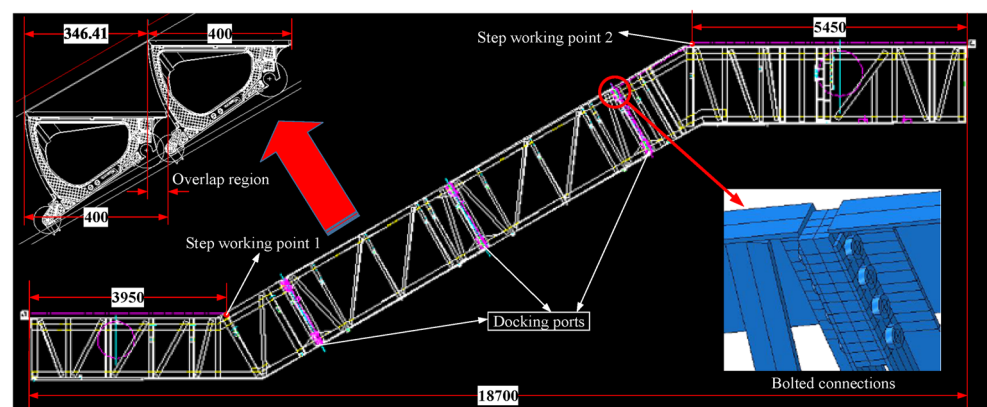 346.41
400
5450
Step working point 2
Overlap region
400
Step working point 1
3950
Docking ports
Bolted connections
18700